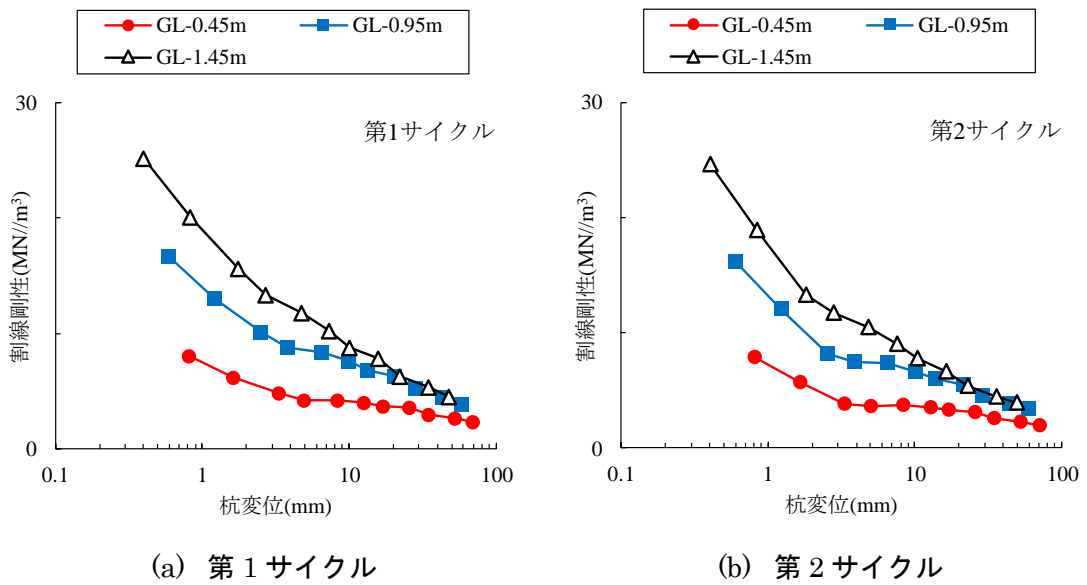 GL-0.45m
GL-0.95m
GL-1.45m
30
第1サイクル
割線剛性(MN//m³)
0
0.1
1
10
100
杭変位(mm)
(a) 第 1 サイクル
GL-0.45m
GL-0.95m
GL-1.45m
30
第2サイクル
割線剛性(MN//m³)
0
0.1
1
10
100
杭変位(mm)
(b) 第 2 サイクル